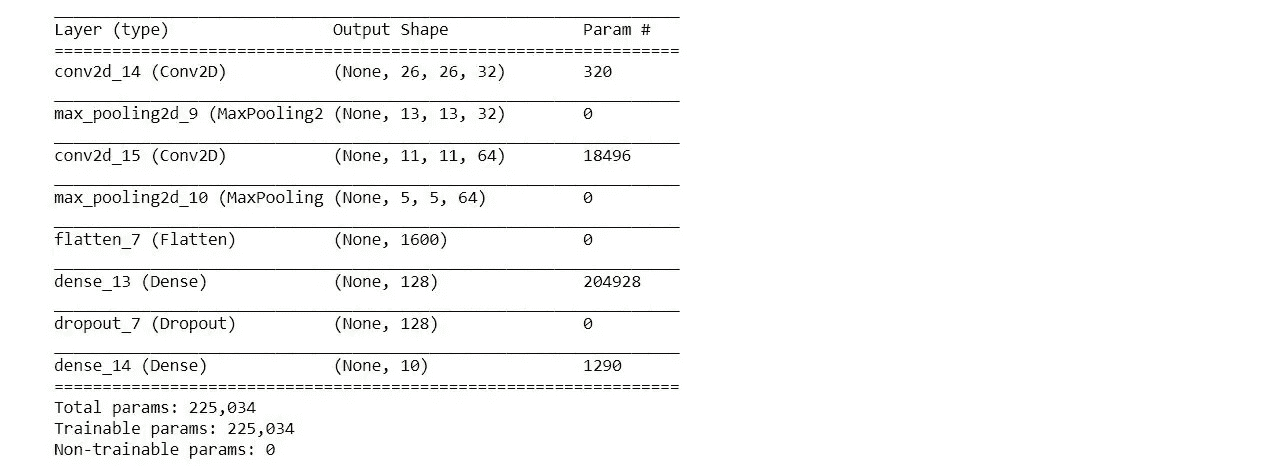 Layer (type) Output Shape Param #
conv2d_14 (Conv2D) (None, 26, 26, 32) 320
max_pooling2d_9 (MaxPooling2 (None, 13, 13, 32) 0
conv2d_15 (Conv2D) (None, 11, 11, 64) 18496
max_pooling2d_10 (MaxPooling (None, 5, 5, 64) 0
flatten_7 (Flatten) (None, 1600) 0
dense_13 (Dense) (None, 128) 204928
dropout_7 (Dropout) (None, 128) 0
dense_14 (Dense) (None, 10) 1290
Total params: 225,034
Trainable params: 225,034
Non-trainable params: 0